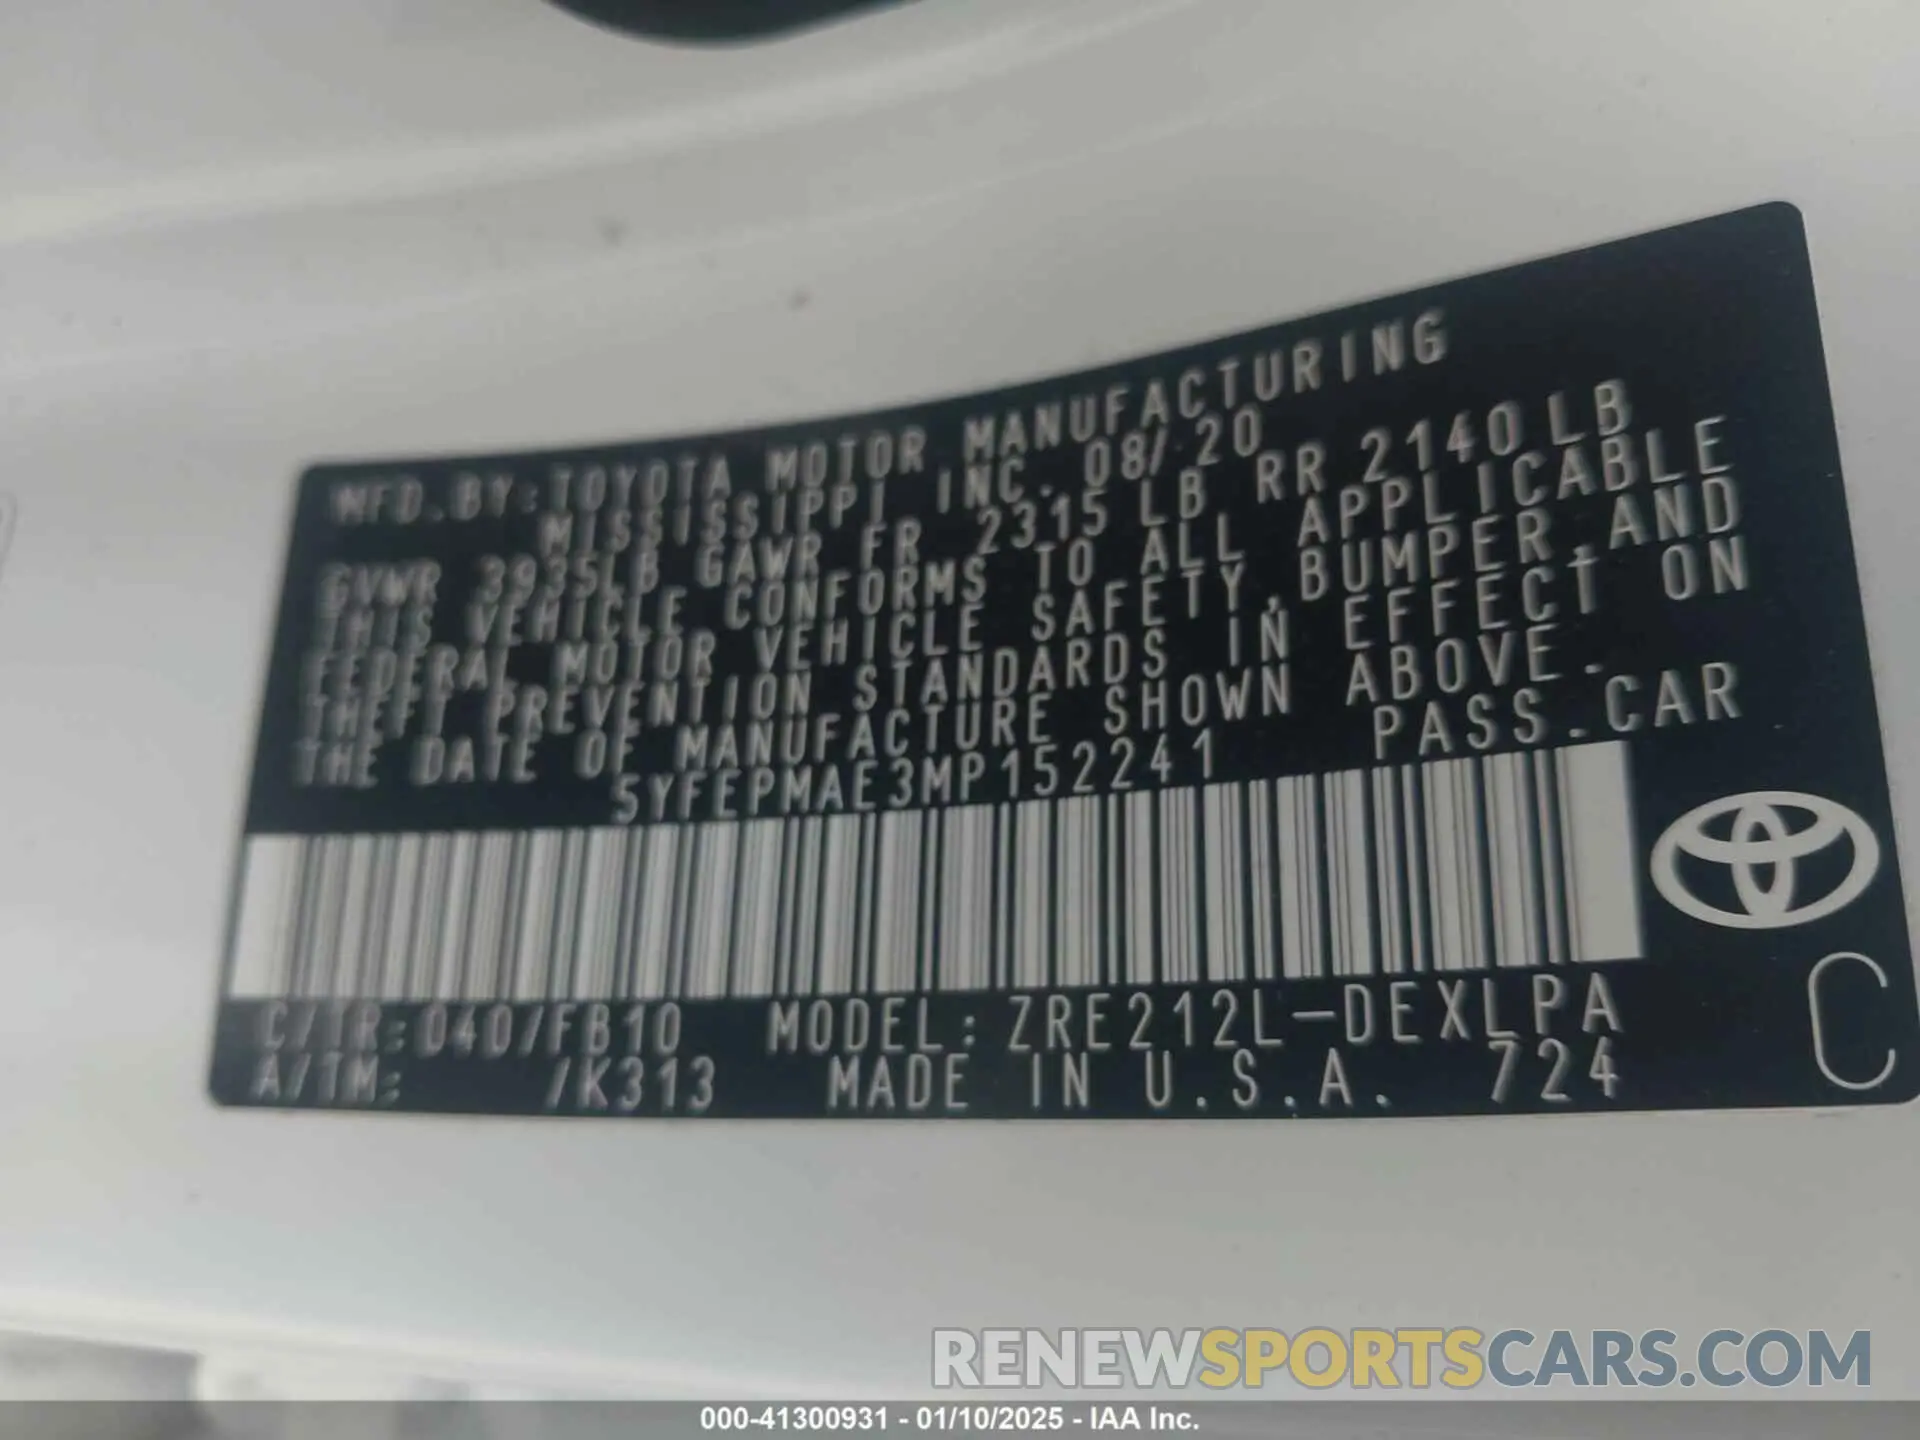 MFD.BY:TOYOTA MOTOR MANUFACTURING
MISSISSIPPI INC. 08/20
GVWR 3935LB GAWR FR 2315 LB RR 2140LB
THIS VEHICLE CONFORMS TO ALL APPLICABLE
FEDERAL MOTOR VEHICLE SAFETY,BUMPER,AND
THEFT PREVENTION STANDARDS IN EFFECT ON
THE DATE OF MANUFACTURE SHOWN ABOVE.
5YFEPMAE3MP152241 PASS.CAR
C/TR:040/FB10 MODEL:ZRE212L-DEXLPA
A/TM: /K313 MADE IN U.S.A. 724
C
RENEWSPORTSCARS.COM
000-41300931 - 01/10/2025 - IAA Inc.